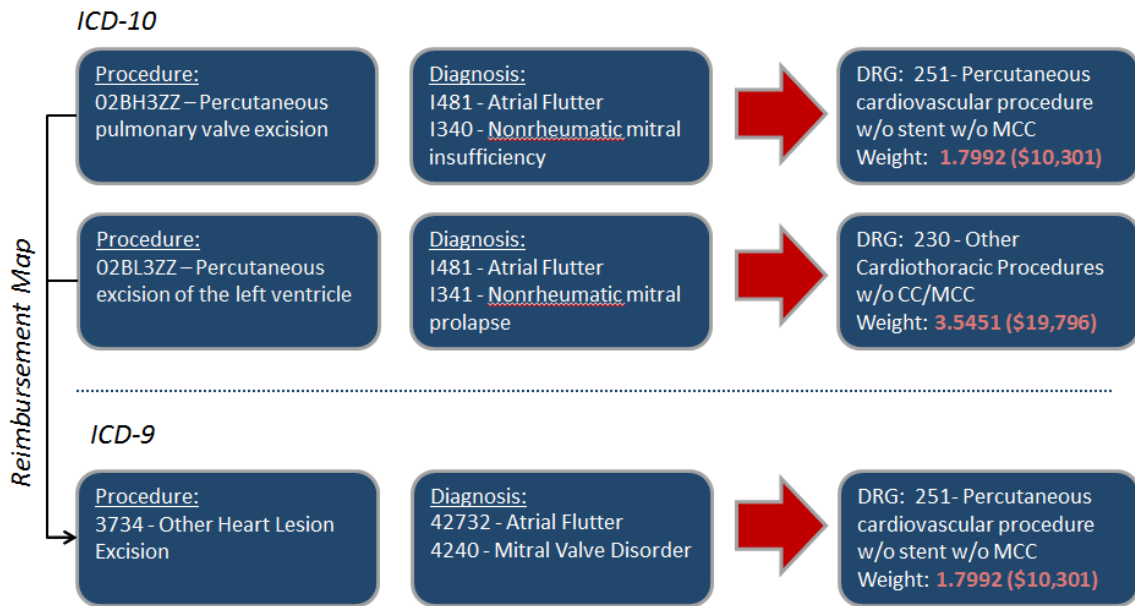 ICD-10
Procedure:
02BH3ZZ – Percutaneous
pulmonary valve excision
Diagnosis:
I481 - Atrial Flutter
I340 - Nonrheumatic mitral
insufficiency
DRG: 251- Percutaneous
cardiovascular procedure
w/o stent w/o MCC
Weight: 1.7992 ($10,301)
Reimbursement Map
Procedure:
02BL3ZZ – Percutaneous
excision of the left ventricle
Diagnosis:
I481 - Atrial Flutter
I341 - Nonrheumatic mitral
prolapse
DRG: 230 - Other
Cardiothoracic Procedures
w/o CC/MCC
Weight: 3.5451 ($19,796)
ICD-9
Procedure:
3734 - Other Heart Lesion
Excision
Diagnosis:
42732 - Atrial Flutter
4240 - Mitral Valve Disorder
DRG: 251- Percutaneous
cardiovascular procedure
w/o stent w/o MCC
Weight: 1.7992 ($10,301)